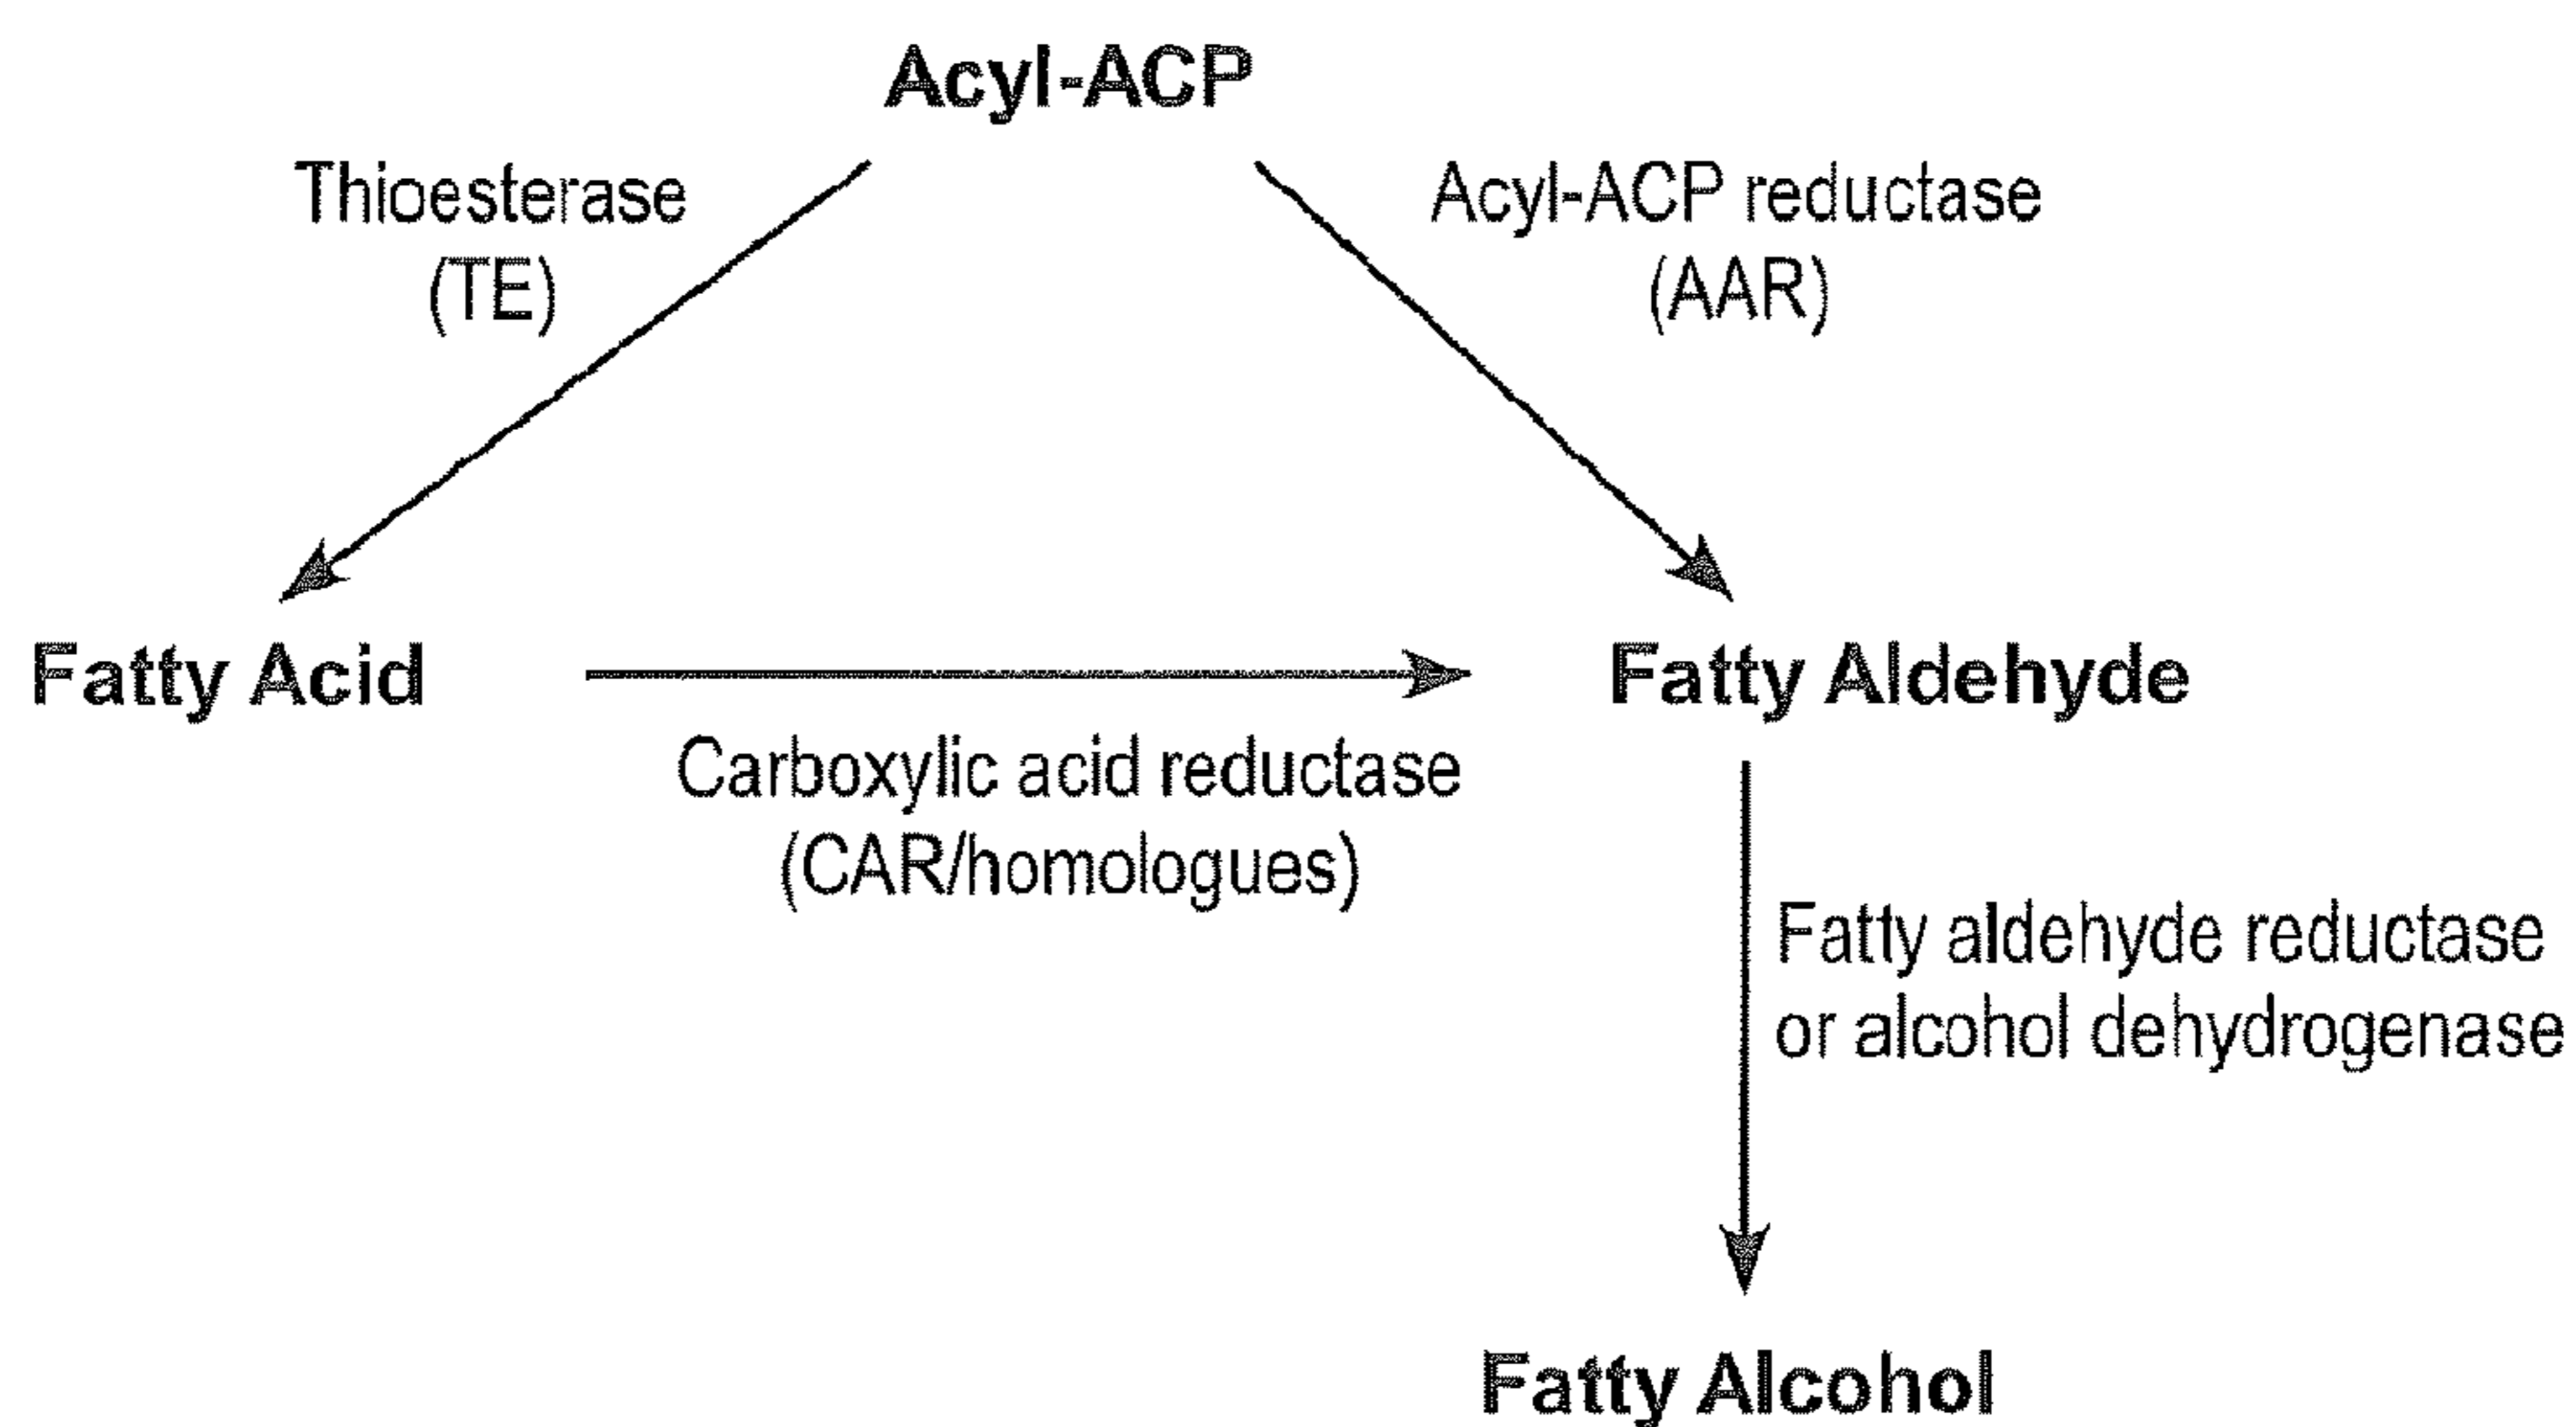 Acyl-ACP
Thioesterase
(TE)
Acyl-ACP reductase
(AAR)
Fatty Acid
Fatty Aldehyde
Carboxylic acid reductase
(CAR/homologues)
Fatty aldehyde reductase
or alcohol dehydrogenase
Fatty Alcohol